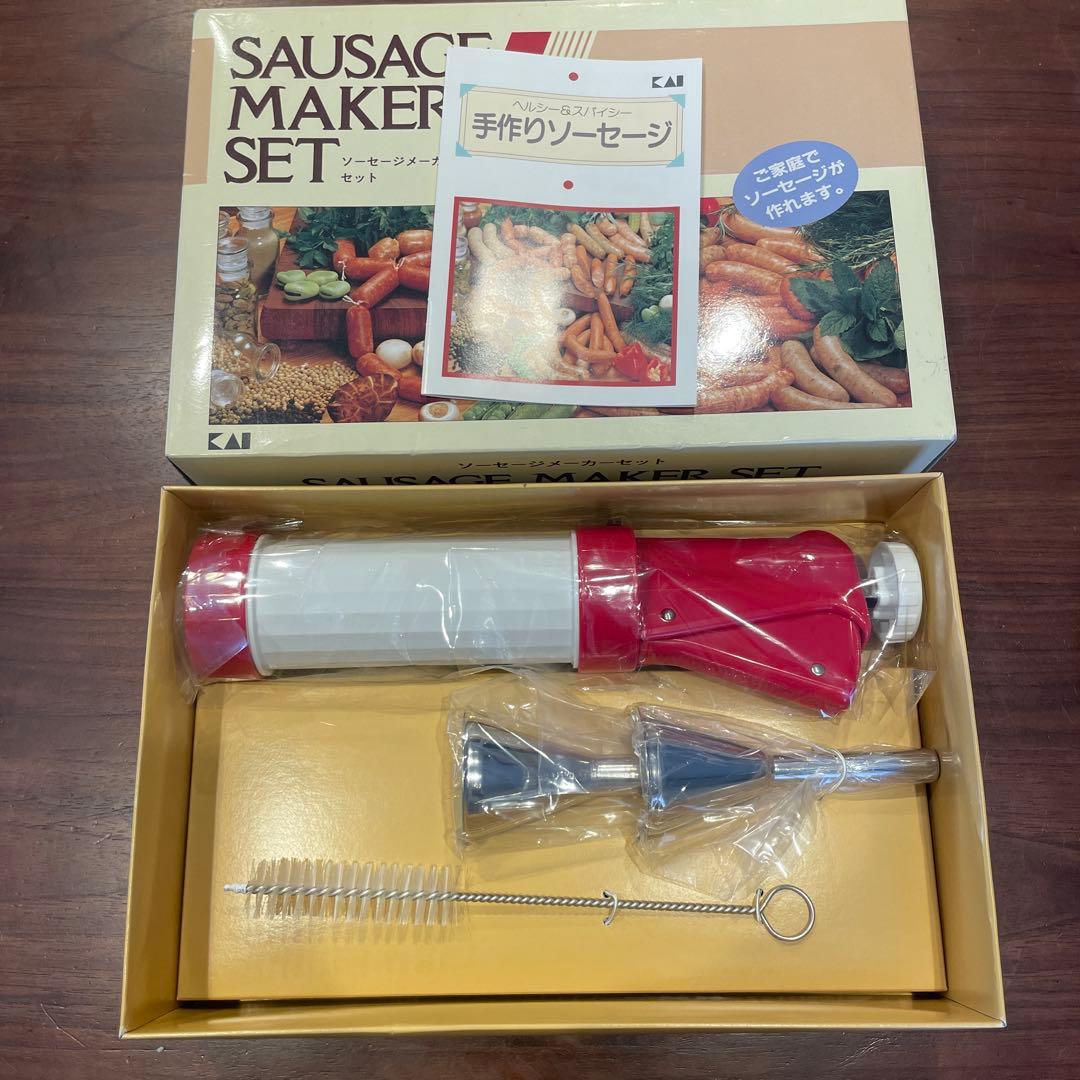 SAUSAGE
MAKER
SET
ソーセージメーカ
セット
KAI
ヘルシー&スパイシー
手作りソーセージ
ご家庭で
ソーセージが
作れます。
KAI
ソーセージメーカーセット
SAUSAGE MAKER SET